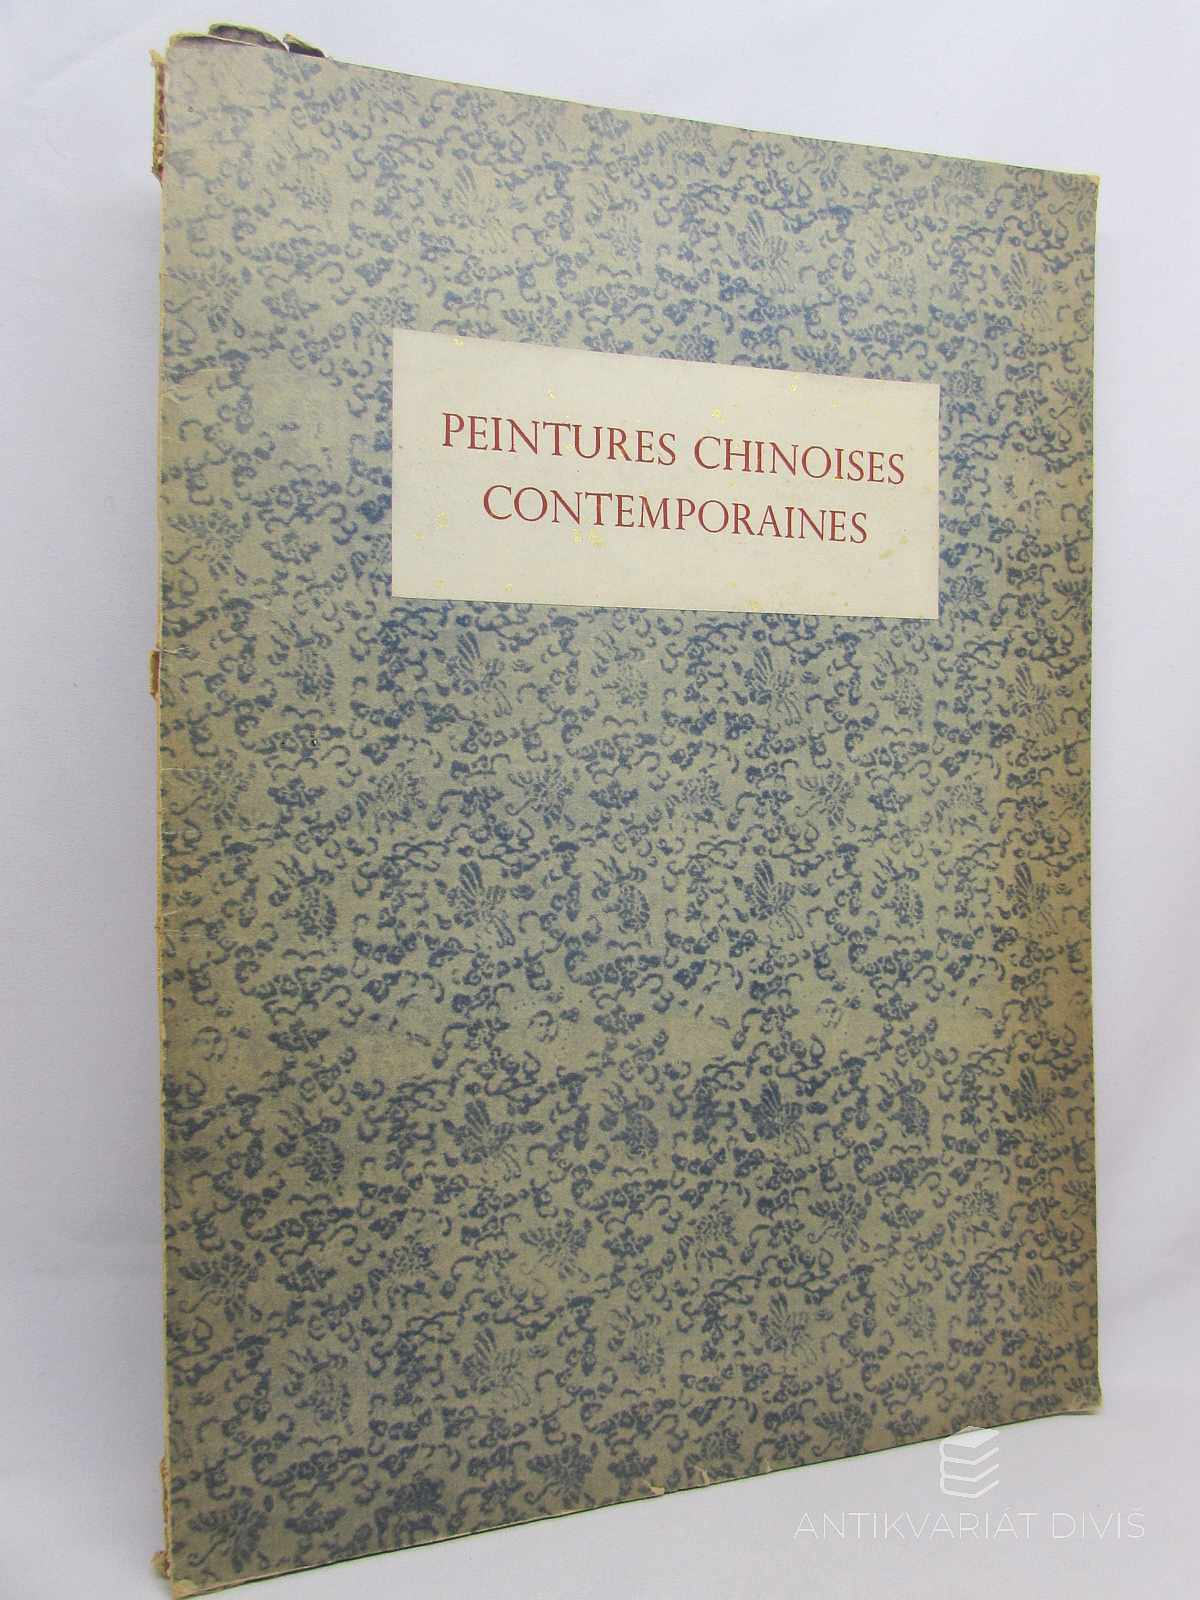 PEINTURES CHINOISES
CONTEMPORAINES
ANTIKVARIÁT DIVIŠ